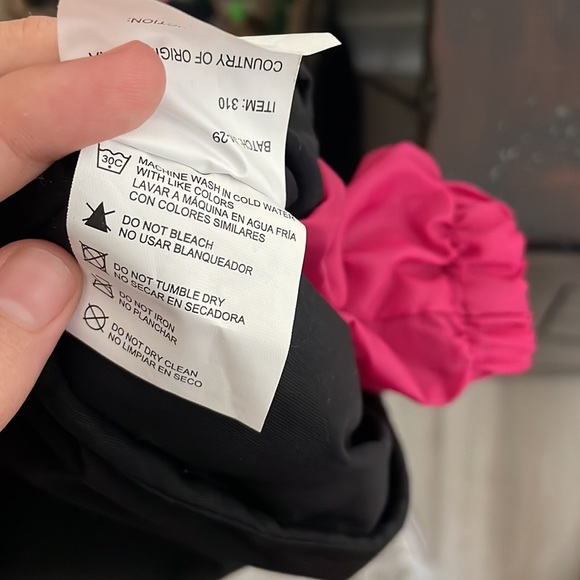 COUNTRY OF
ITEM: 310
30C
MACHINE WASH IN COLD WATER
WITH LIKE COLORS
LAVAR A MÁQUINA EN AGUA FRÍA
CON COLORES SIMILARES
DO NOT BLEACH
NO USAR BLANQUEADOR
DO NOT TUMBLE DRY
NO SECAR EN SECADORA
DO NOT IRON
NO PLANCHAR
DO NOT DRY CLEAN
NO LIMPIAR EN SECO